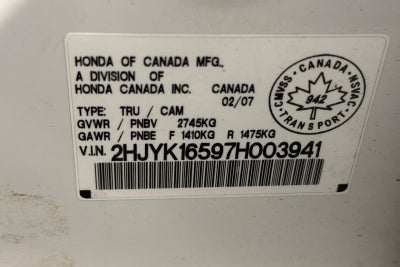 HONDA OF CANADA MFG.,
A DIVISION OF
HONDA CANADA INC. CANADA
02/07
TYPE: TRU / CAM
GVWR / PNBV 2745KG
GAWR / PNBE F 1410KG R 1475KG
V.I.N. 2HJYK16597H003941
CMVSS - CANADA - NSVAC
942
TRANSPORT